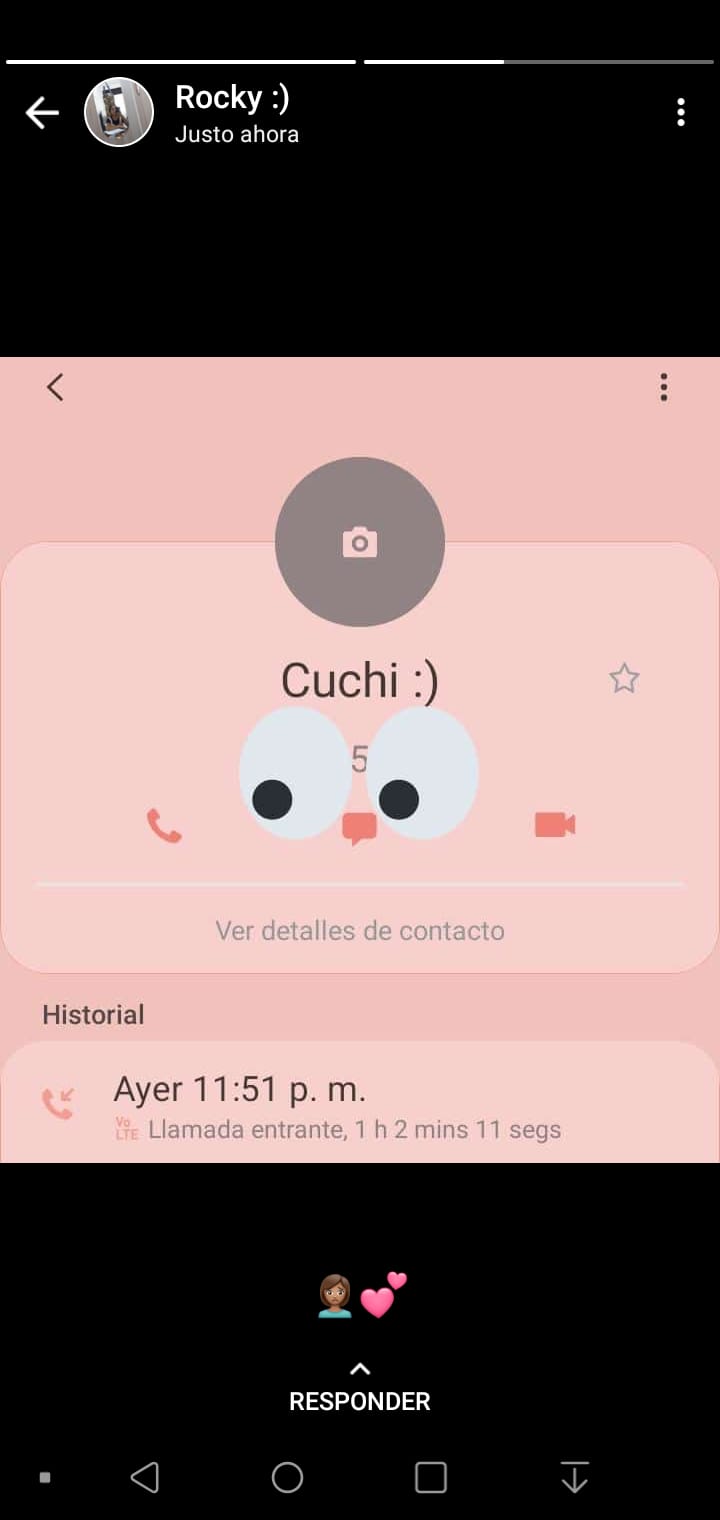 Rocky :)
Justo ahora
Cuchi :)
5
Ver detalles de contacto
Historial
Ayer 11:51 p. m.
Vo LTE Llamada entrante, 1 h 2 mins 11 segs
RESPONDER